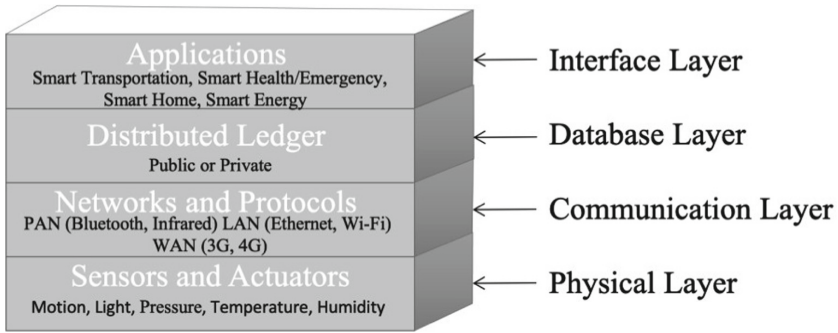 Applications
Smart Transportation, Smart Health/Emergency,
Smart Home, Smart Energy
Interface Layer
Distributed Ledger
Public or Private
Database Layer
Networks and Protocols
PAN (Bluetooth, Infrared) LAN (Ethernet, Wi-Fi)
WAN (3G, 4G)
Communication Layer
Sensors and Actuators
Motion, Light, Pressure, Temperature, Humidity
Physical Layer